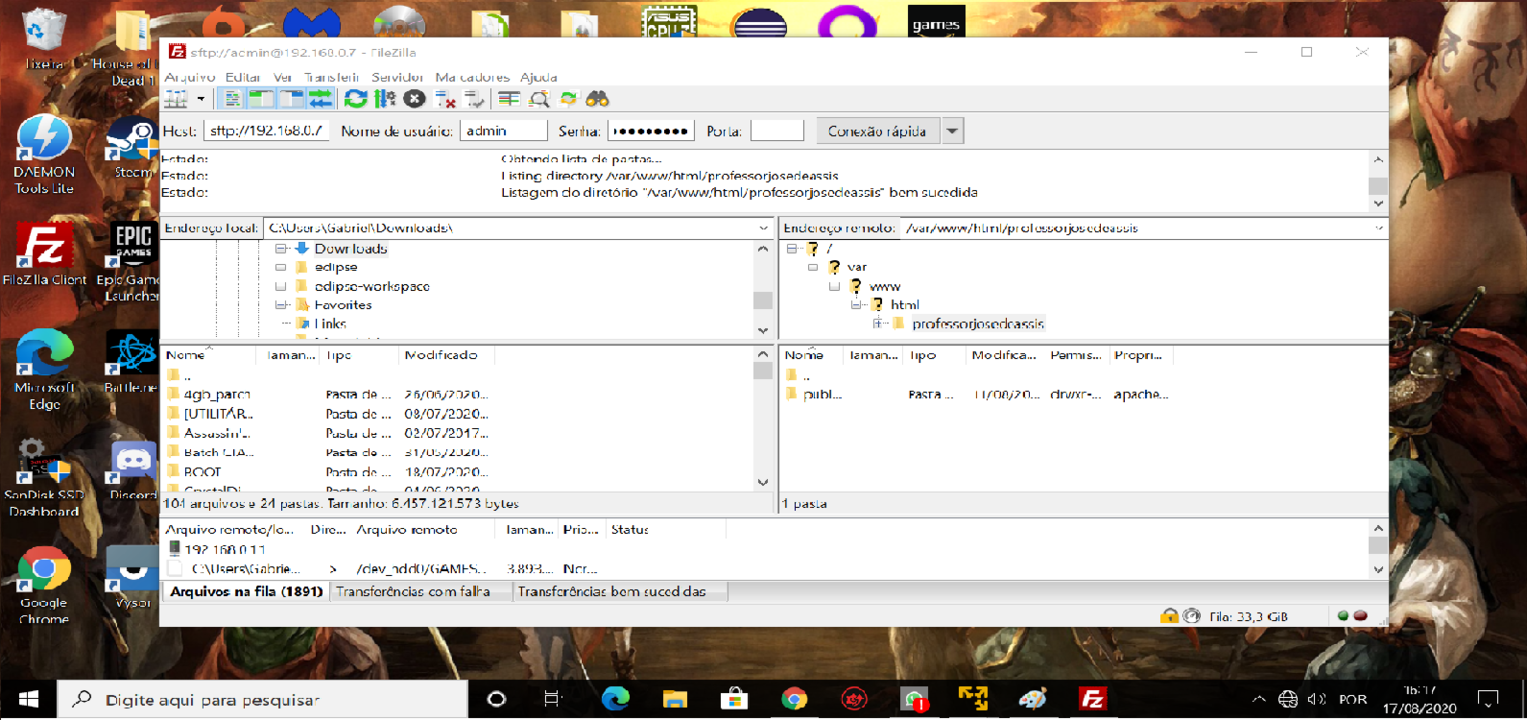 Lixeira
House of
Dead 1
ASUS
CPU
games
DAEMON
Tools Lite
Steam
FileZilla Client
EPIC
GAMES
Epic Game
Launcher
Microsoft
Edge
Battle.ne
SanDisk SSD
Dashboard
Discord
Google
Chrome
Vysor
Fz sftp://admin@192.168.0.7 - FileZilla
Arquivo Editar Ver Transferir Servidor Marcadores Ajuda
Host: sftp://192.168.0.7 Nome de usuário: admin Senha: ••••••••• Porta: Conexão rápida
Estado: Obtendo lista de pastas...
Estado: Listing directory /var/www/html/professorjosedeassis
Estado: Listagem do diretório "/var/www/html/professorjosedeassis" bem sucedida
Endereço local: C:\Users\Gabriel\Downloads\
Downloads
eclipse
eclipse-workspace
Favorites
Links
Endereço remoto: /var/www/html/professorjosedeassis
/
var
www
html
professorjosedeassis
Nome Taman... Tipo Modificado
..
4gb_patch Pasta de ... 26/06/2020...
[UTILITÁR... Pasta de ... 08/07/2020...
Assassin'... Pasta de ... 02/07/2017...
Batch CIA... Pasta de ... 31/05/2020...
BOOT Pasta de ... 18/07/2020...
CrystalDi... Pasta de ... 04/06/2020...
104 arquivos e 24 pastas. Tamanho: 6.457.121.573 bytes
Nome Taman... Tipo Modifica... Permis... Propri...
..
publ... Pasta ... 11/08/20... drwxr-... apache...
1 pasta
Arquivo remoto/lo... Dire... Arquivo remoto Taman... Prio... Status
192.168.0.11
C:\Users\Gabrie... > /dev_hdd0/GAMES... 3.893.... Nor...
Arquivos na fila (1891) Transferências com falha Transferências bem sucedidas
Fila: 33,3 GiB
Digite aqui para pesquisar
POR
16:17
17/08/2020